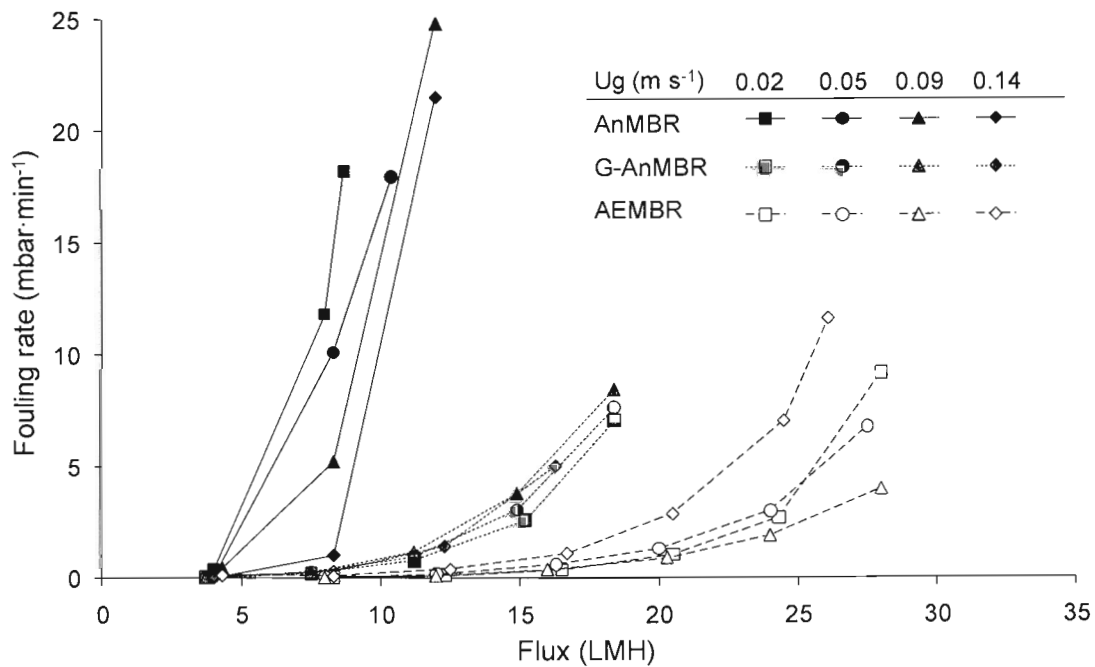 25
20
15
10
5
0
Fouling rate (mbar·min⁻¹)
Ug (m s⁻¹) 0.02 0.05 0.09 0.14
AnMBR
G-AnMBR
AEMBR
0 5 10 15 20 25 30 35
Flux (LMH)